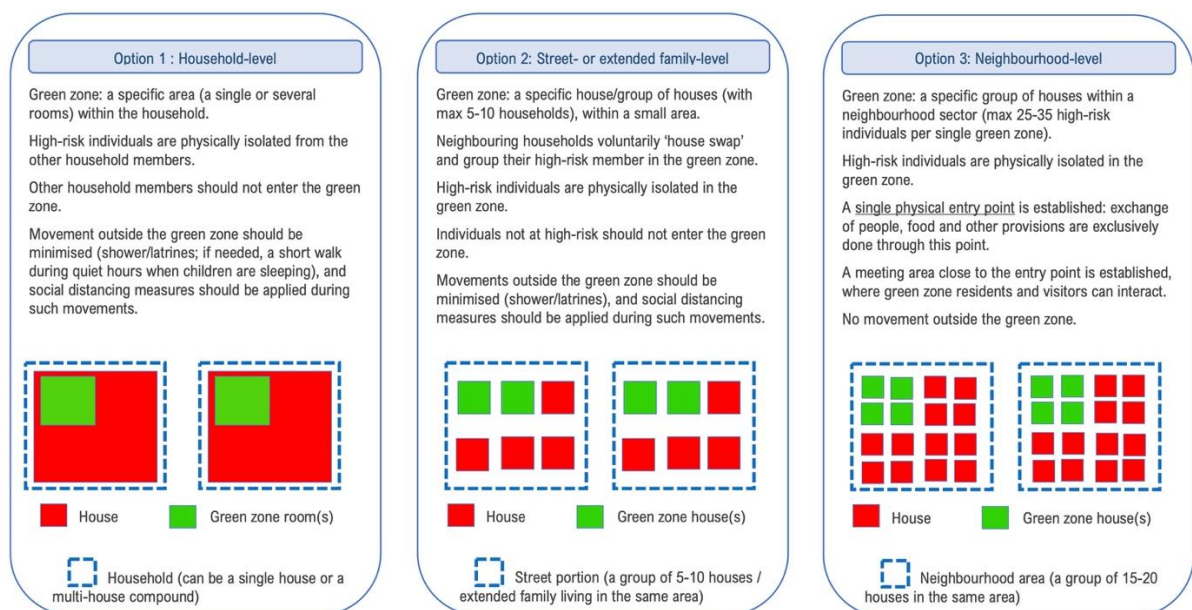 Option 1 : Household-level
Green zone: a specific area (a single or several
rooms) within the household.
High-risk individuals are physically isolated from the
other household members.
Other household members should not enter the green
zone.
Movement outside the green zone should be
minimised (shower/latrines; if needed, a short walk
during quiet hours when children are sleeping), and
social distancing measures should be applied during
such movements.
House
Green zone room(s)
Household (can be a single house or a
multi-house compound)
Option 2: Street- or extended family-level
Green zone: a specific house/group of houses (with
max 5-10 households), within a small area.
Neighbouring households voluntarily ‘house swap’
and group their high-risk member in the green zone.
High-risk individuals are physically isolated in the
green zone.
Individuals not at high-risk should not enter the green
zone.
Movements outside the green zone should be
minimised (shower/latrines), and social distancing
measures should be applied during such movements.
House
Green zone house(s)
Street portion (a group of 5-10 houses /
extended family living in the same area)
Option 3: Neighbourhood-level
Green zone: a specific group of houses within a
neighbourhood sector (max 25-35 high-risk
individuals per single green zone).
High-risk individuals are physically isolated in the
green zone.
A single physical entry point is established: exchange
of people, food and other provisions are exclusively
done through this point.
A meeting area close to the entry point is established,
where green zone residents and visitors can interact.
No movement outside the green zone.
House
Green zone house(s)
Neighbourhood area (a group of 15-20
houses in the same area)